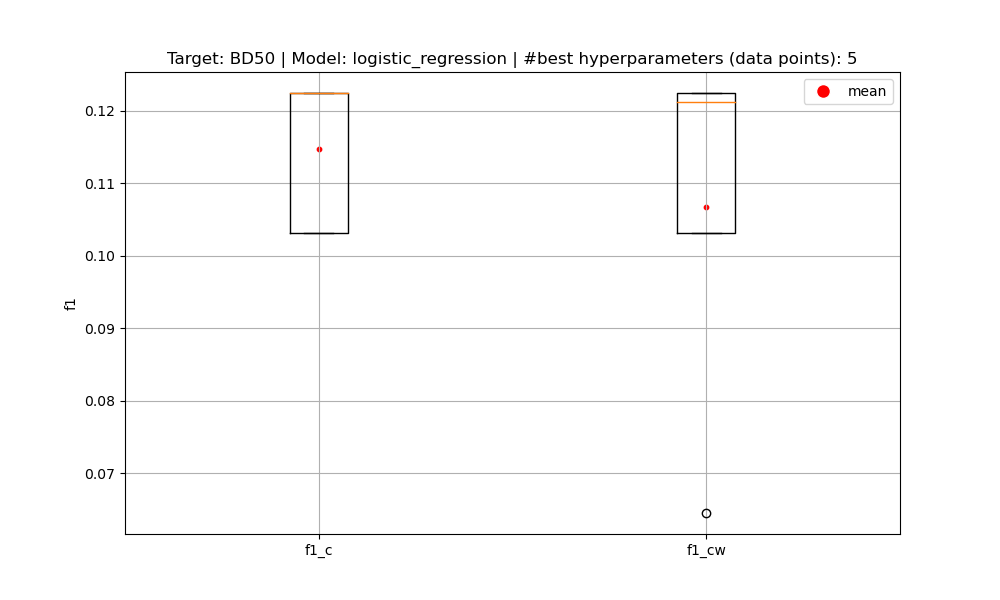 Target: BD50 | Model: logistic_regression | #best hyperparameters (data points): 5
mean
0.12
0.11
0.10
0.09
0.08
0.07
f1
f1_c
f1_cw